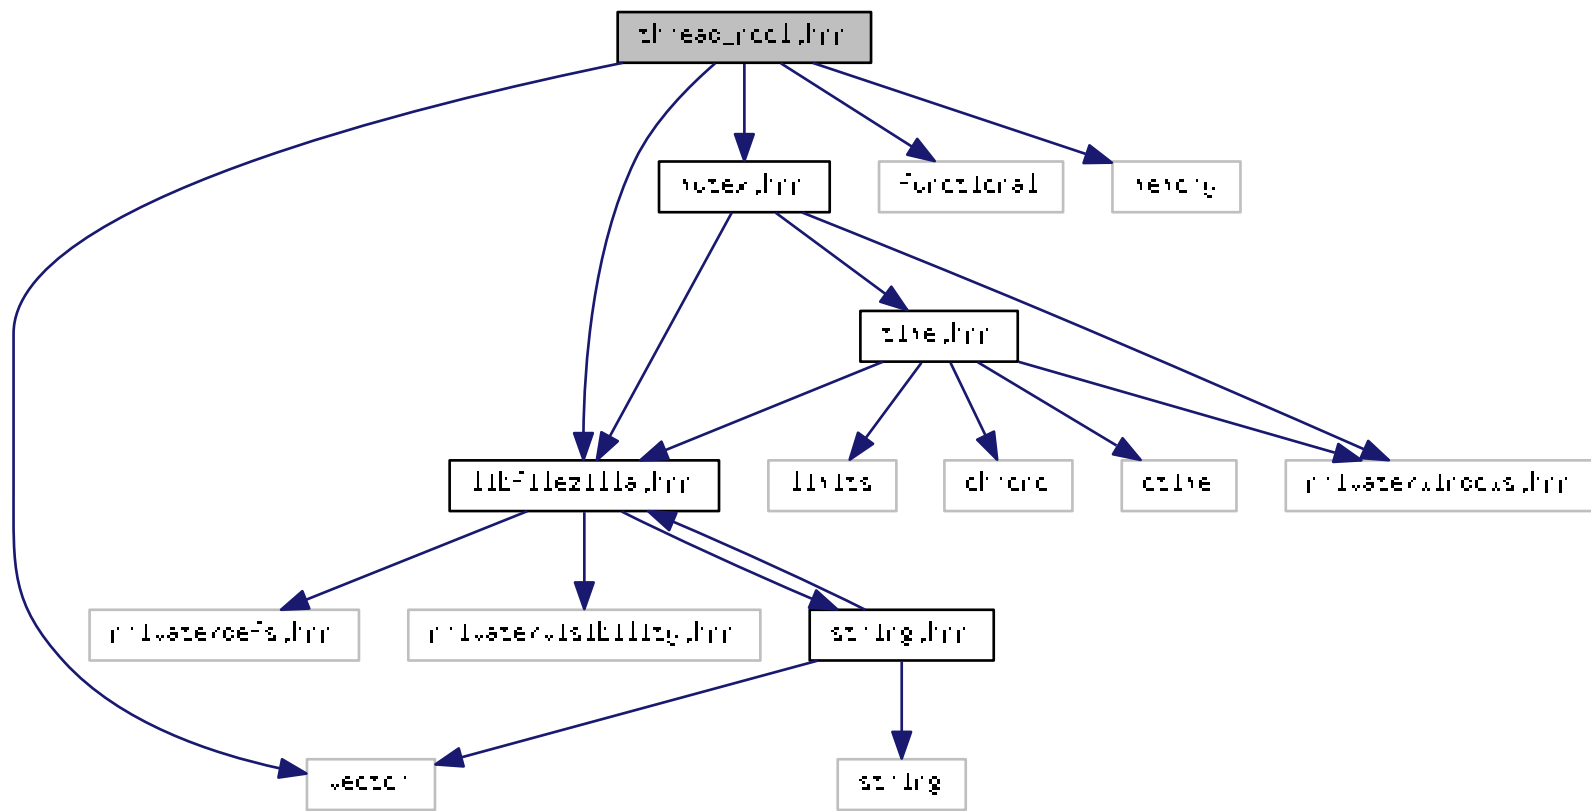 thread_pool.hpp
mutex.hpp
functional
memory
time.hpp
libfilezilla.hpp
limits
chrono
ctime
private/windows.hpp
private/defs.hpp
private/visibility.hpp
string.hpp
vector
string